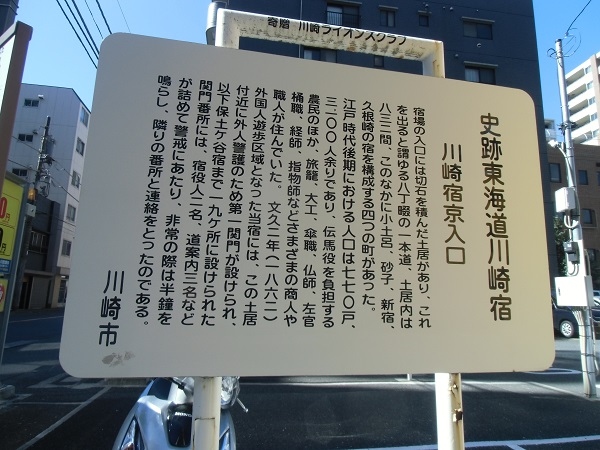 寄贈 川崎ライオンズクラブ
史跡東海道川崎宿
川崎宿京入口
宿場の入口には切石を積んだ土居があり、これ
を出ると謂ゆる八丁畷の一本道、土居内は
八三二間、このなかに小土呂、砂子、新宿、
久根崎の宿を構成する四つの町があった。
江戸時代後期における人口は七七〇戸、
三一〇〇人余りであり、伝馬役を負担する
農民のほか、旅籠、大工、傘職、仏師、左官
桶職、経師、指物師などさまざまの商人や
職人が住んでいた。文久二年（一八六二）
外国人遊歩区域となった当宿には、この土居
付近に外人警護のため第一関門が設けられ、
以下保土ケ谷宿まで一九ケ所に設けられた
関門番所には、宿役人二名、道案内三名など
が詰めて警戒にあたり、非常の際は半鐘を
鳴らし、隣りの番所と連絡をとったのである。
川崎市